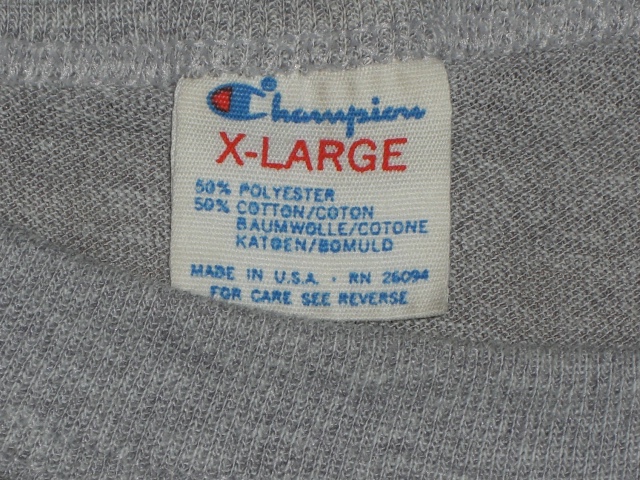 Champion
X-LARGE
50% POLYESTER
50% COTTON/COTON
BAUMWOLLE/COTONE
KATOEN/BOMULD
MADE IN U.S.A. · RN 26094
FOR CARE SEE REVERSE